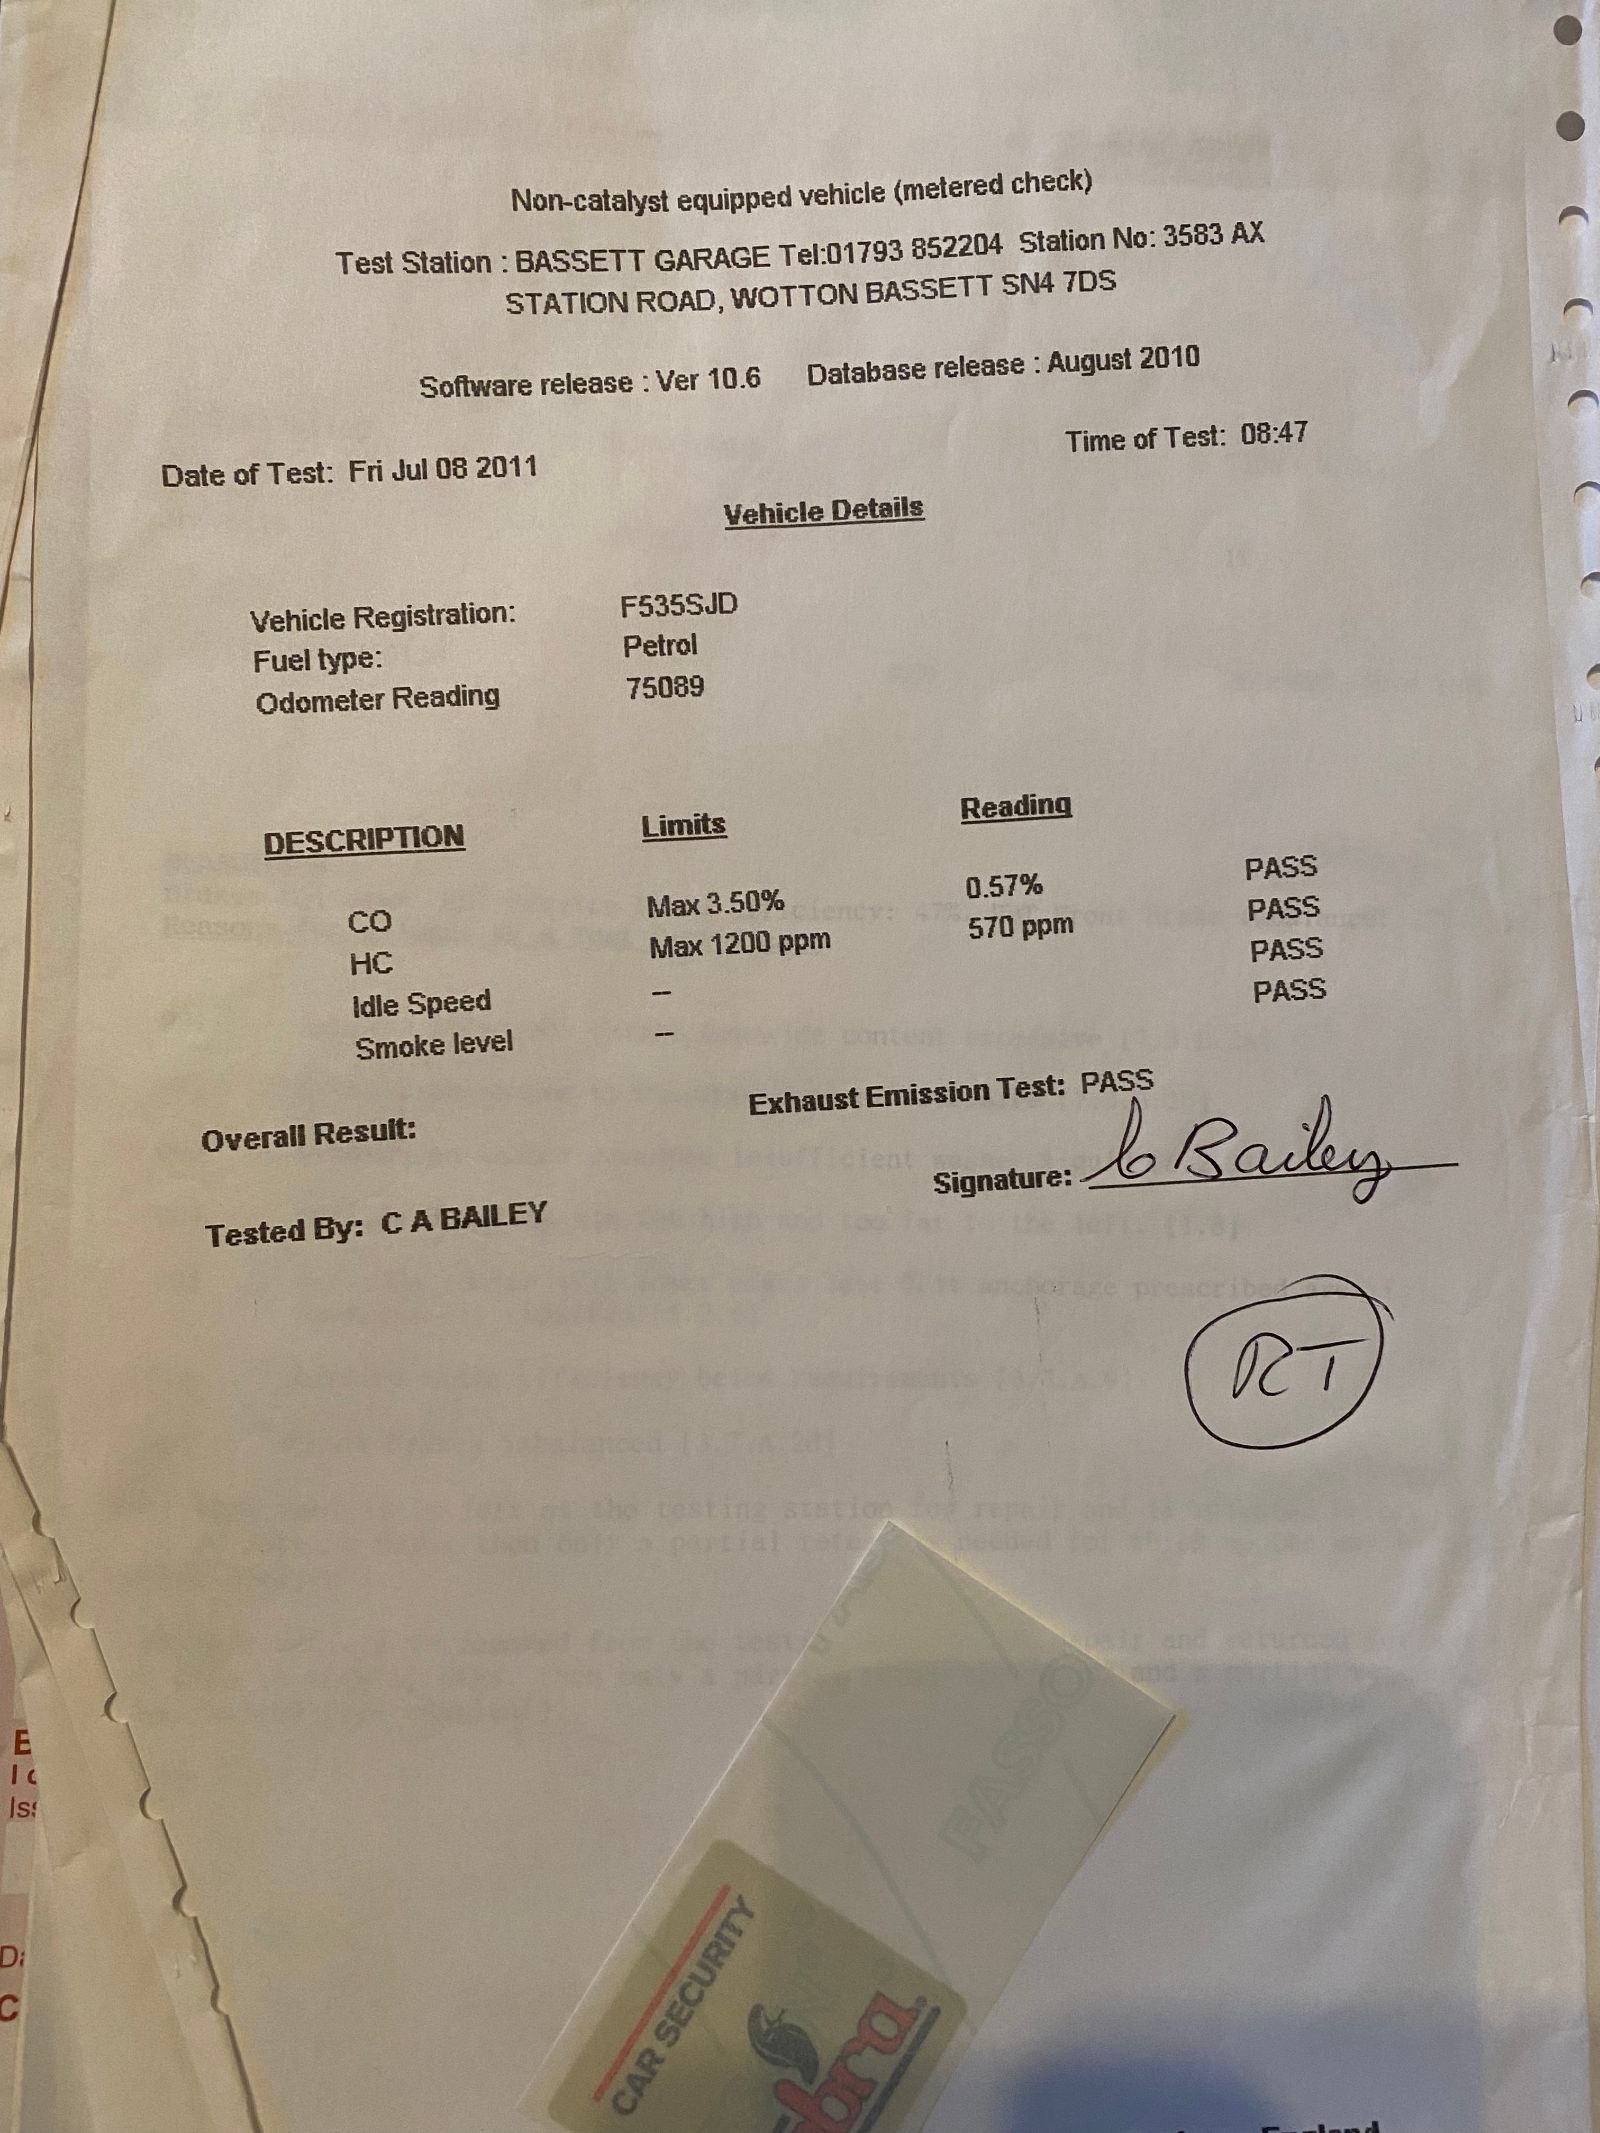 Non-catalyst equipped vehicle (metered check)
Test Station : BASSETT GARAGE Tel:01793 852204 Station No: 3583 AX
STATION ROAD, WOTTON BASSETT SN4 7DS
Software release : Ver 10.6 Database release : August 2010
Date of Test: Fri Jul 08 2011 Time of Test: 08:47
Vehicle Details
Vehicle Registration: F535SJD
Fuel type: Petrol
Odometer Reading 75089
DESCRIPTION Limits Reading
CO Max 3.50% 0.57% PASS
HC Max 1200 ppm 570 ppm PASS
Idle Speed -- PASS
Smoke level -- PASS
Overall Result: Exhaust Emission Test: PASS
Tested By: C A BAILEY Signature: C Bailey
RT
CAR SECURITY
England